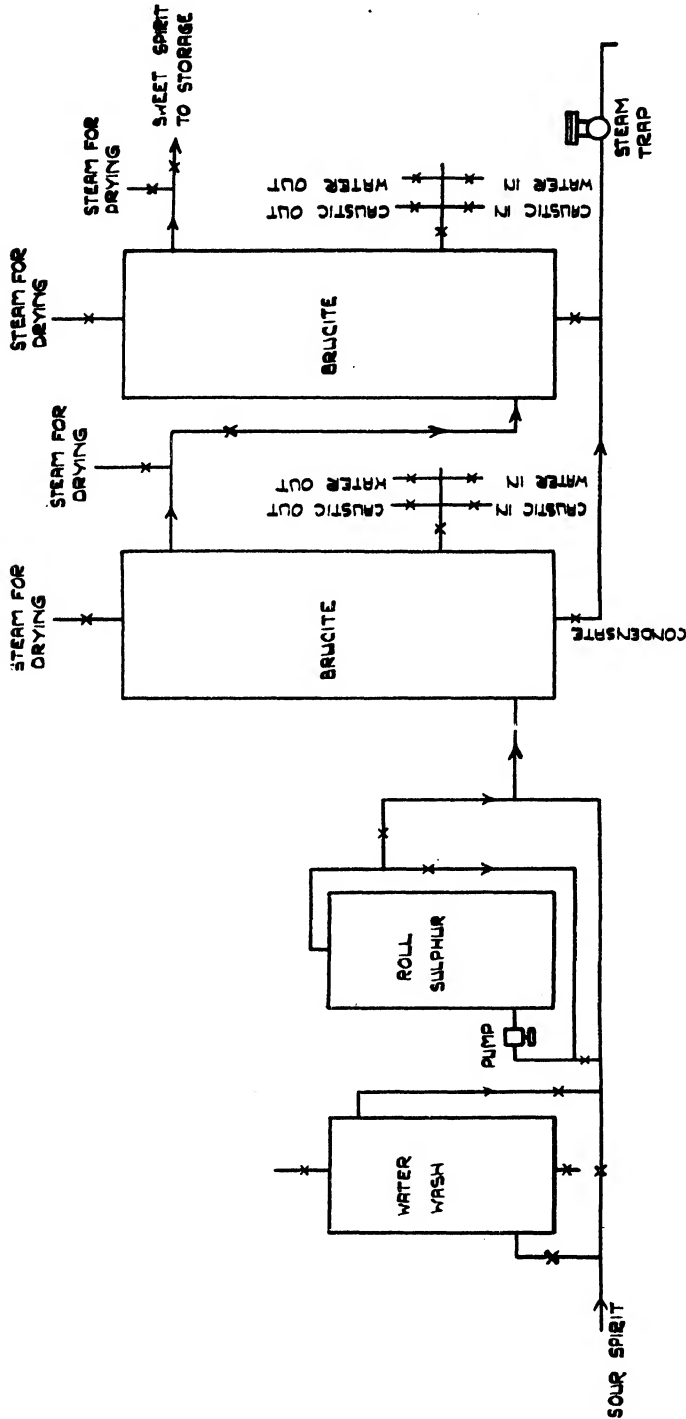 SOUR SPIRIT
WATER
WASH
PUMP
ROLL
SULPHUR
STEAM FOR
DRYING
BRUCITE
CONDENSATE
CAUSTIC OUT
WATER OUT
CAUSTIC IN
WATER IN
STEAM FOR
DRYING
STEAM FOR
DRYING
BRUCITE
CAUSTIC OUT
WATER OUT
CAUSTIC IN
WATER IN
STEAM FOR
DRYING
SWEET SPIRIT
TO STORAGE
STEAM
TRAP